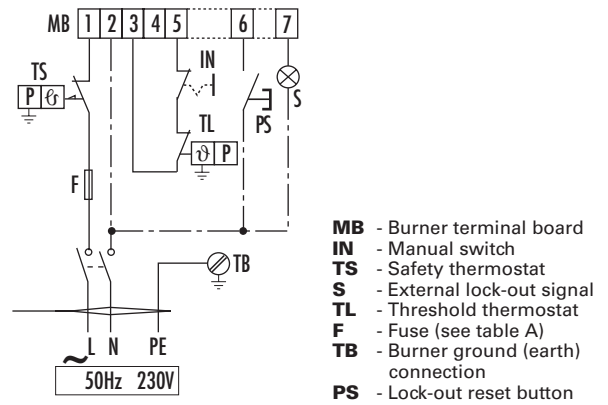 MB 1 2 3 4 5 6 7
IN
TS
S
P
TL
PS
ϑ P
F
TB
L N PE
50Hz 230V
MB - Burner terminal board
IN - Manual switch
TS - Safety thermostat
S - External lock-out signal
TL - Threshold thermostat
F - Fuse (see table A)
TB - Burner ground (earth)
connection
PS - Lock-out reset button